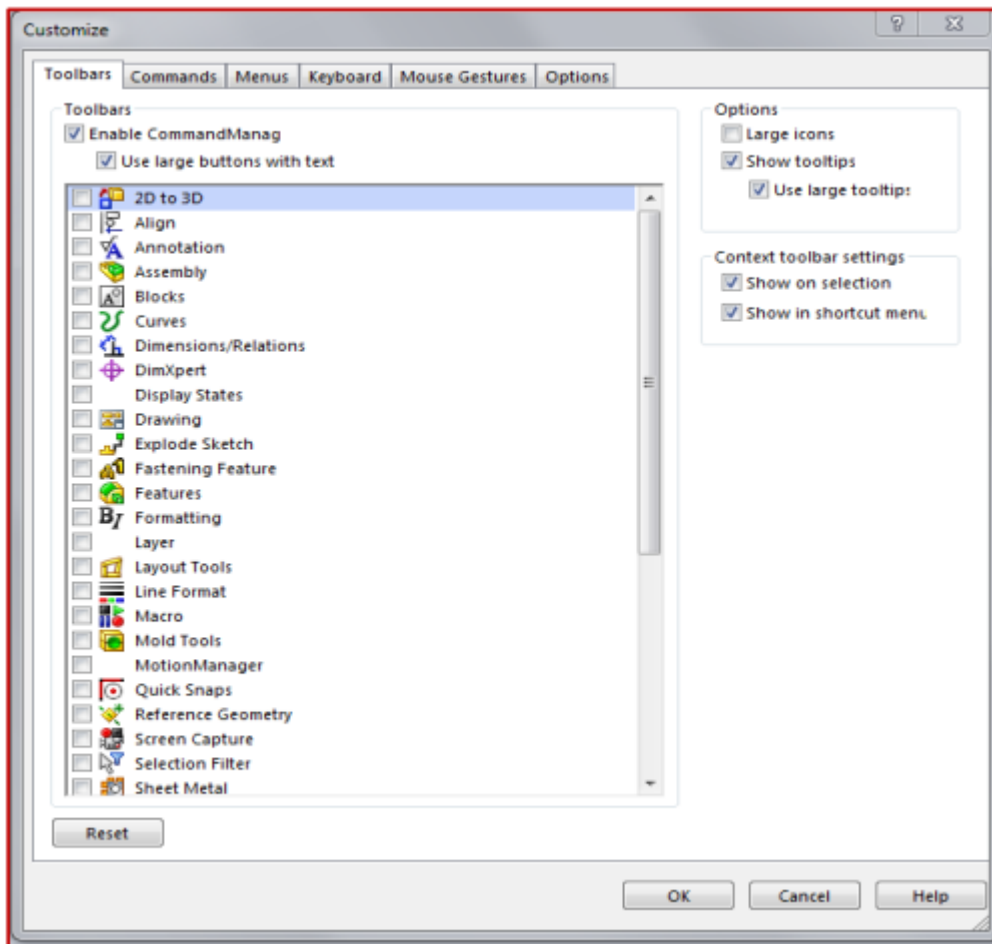 Customize
Toolbars Commands Menus Keyboard Mouse Gestures Options
Toolbars
Enable CommandManag
Use large buttons with text
2D to 3D
Align
Annotation
Assembly
Blocks
Curves
Dimensions/Relations
DimXpert
Display States
Drawing
Explode Sketch
Fastening Feature
Features
Formatting
Layer
Layout Tools
Line Format
Macro
Mold Tools
MotionManager
Quick Snaps
Reference Geometry
Screen Capture
Selection Filter
Sheet Metal
Reset
Options
Large icons
Show tooltips
Use large tooltips
Context toolbar settings
Show on selection
Show in shortcut menu
OK Cancel Help